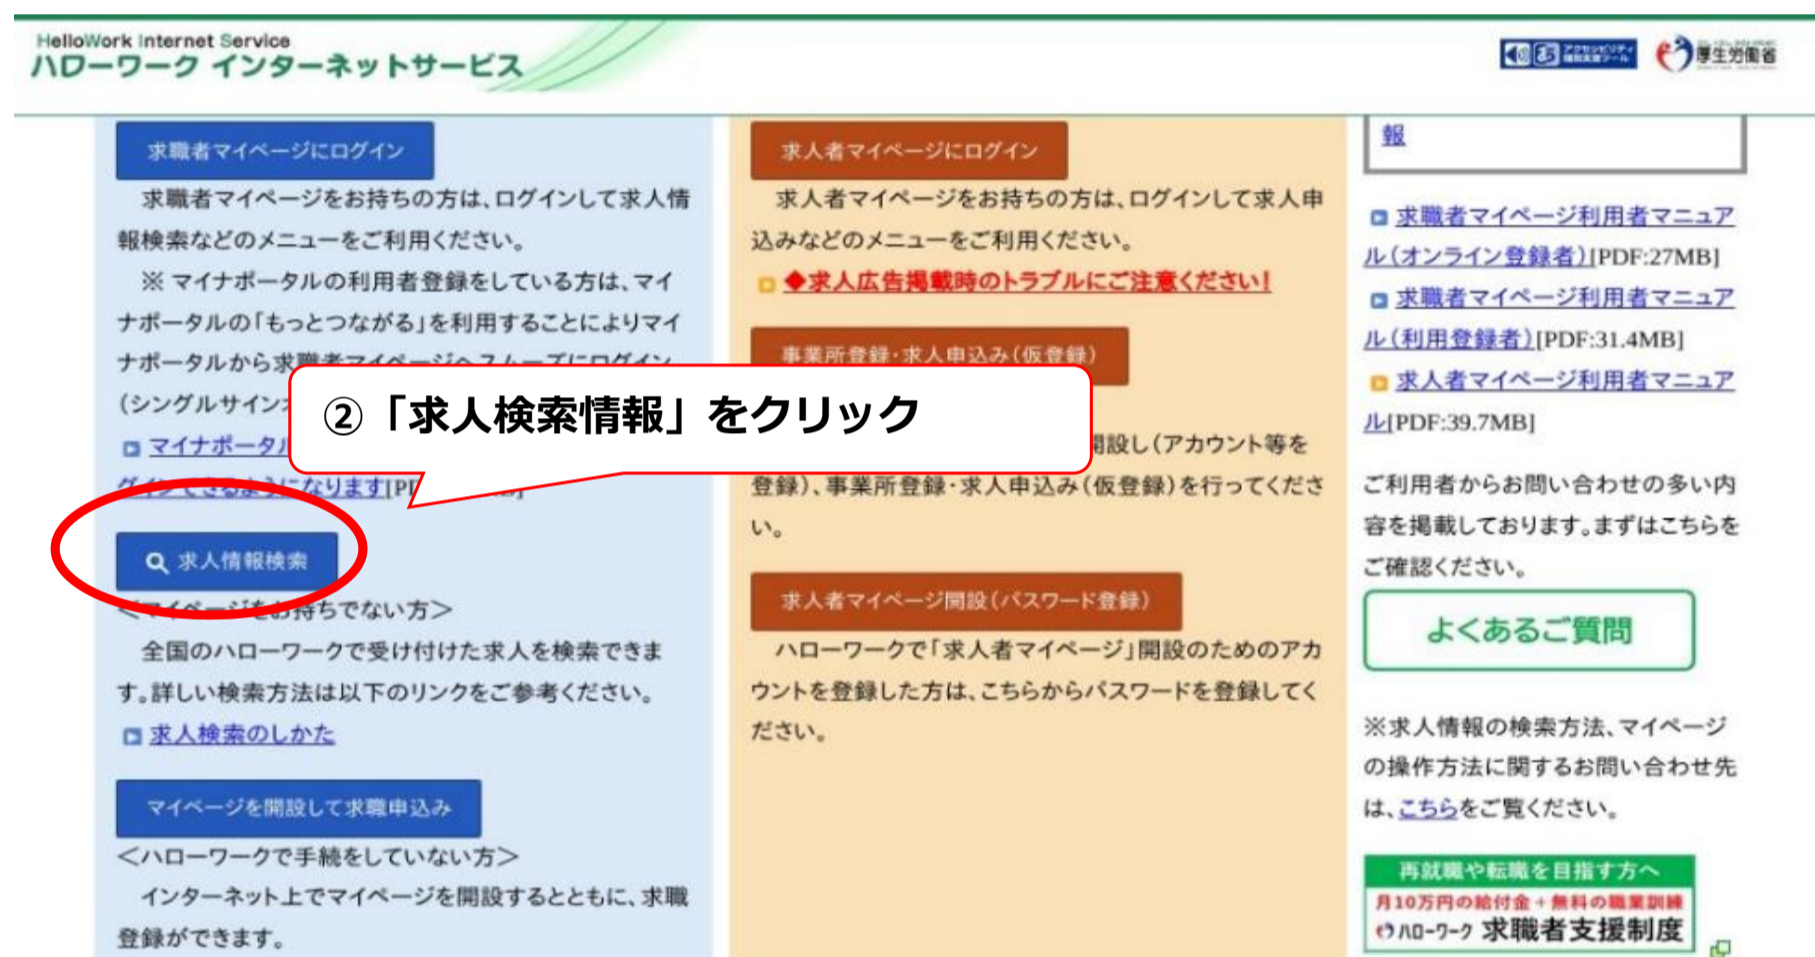 HelloWork Internet Service
ハローワーク インターネットサービス
厚生労働省
求職者マイページにログイン
求職者マイページをお持ちの方は、ログインして求人情
報検索などのメニューをご利用ください。
※ マイナポータルの利用者登録をしている方は、マイ
ナポータルの「もっとつながる」を利用することによりマイ
ナポータルから求職者マイページへスムーズにログイン
(シングルサイン
マイナポータル
グインできるようになります[P
求人情報検索
<マイページをお持ちでない方>
全国のハローワークで受け付けた求人を検索できま
す。詳しい検索方法は以下のリンクをご参考ください。
求人検索のしかた
マイページを開設して求職申込み
<ハローワークで手続をしていない方>
インターネット上でマイページを開設するとともに、求職
登録ができます。
②「求人検索情報」をクリック
求人者マイページにログイン
求人者マイページをお持ちの方は、ログインして求人申
込みなどのメニューをご利用ください。
◆求人広告掲載時のトラブルにご注意ください!
事業所登録・求人申込み(仮登録)
開設し(アカウント等を
登録)、事業所登録・求人申込み(仮登録)を行ってくださ
い。
求人者マイページ開設(パスワード登録)
ハローワークで「求人者マイページ」開設のためのアカ
ウントを登録した方は、こちらからパスワードを登録してく
ださい。
報
求職者マイページ利用者マニュア
ル(オンライン登録者)[PDF:27MB]
求職者マイページ利用者マニュア
ル(利用登録者)[PDF:31.4MB]
求人者マイページ利用者マニュア
ル[PDF:39.7MB]
ご利用者からお問い合わせの多い内
容を掲載しております。まずはこちらを
ご確認ください。
よくあるご質問
※求人情報の検索方法、マイページ
の操作方法に関するお問い合わせ先
は、こちらをご覧ください。
再就職や転職を目指す方へ
月10万円の給付金+無料の職業訓練
ハローワーク 求職者支援制度